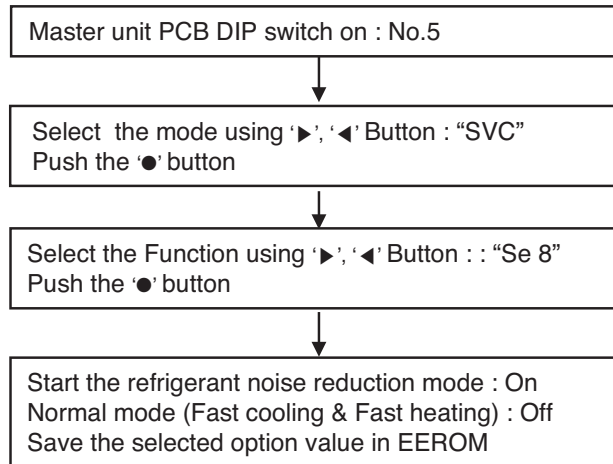 Master unit PCB DIP switch on : No.5
Select the mode using ‘▶’, ‘◀’ Button : “SVC”
Push the ‘●’ button
Select the Function using ‘▶’, ‘◀’ Button : : “Se 8”
Push the ‘●’ button
Start the refrigerant noise reduction mode : On
Normal mode (Fast cooling & Fast heating) : Off
Save the selected option value in EEROM